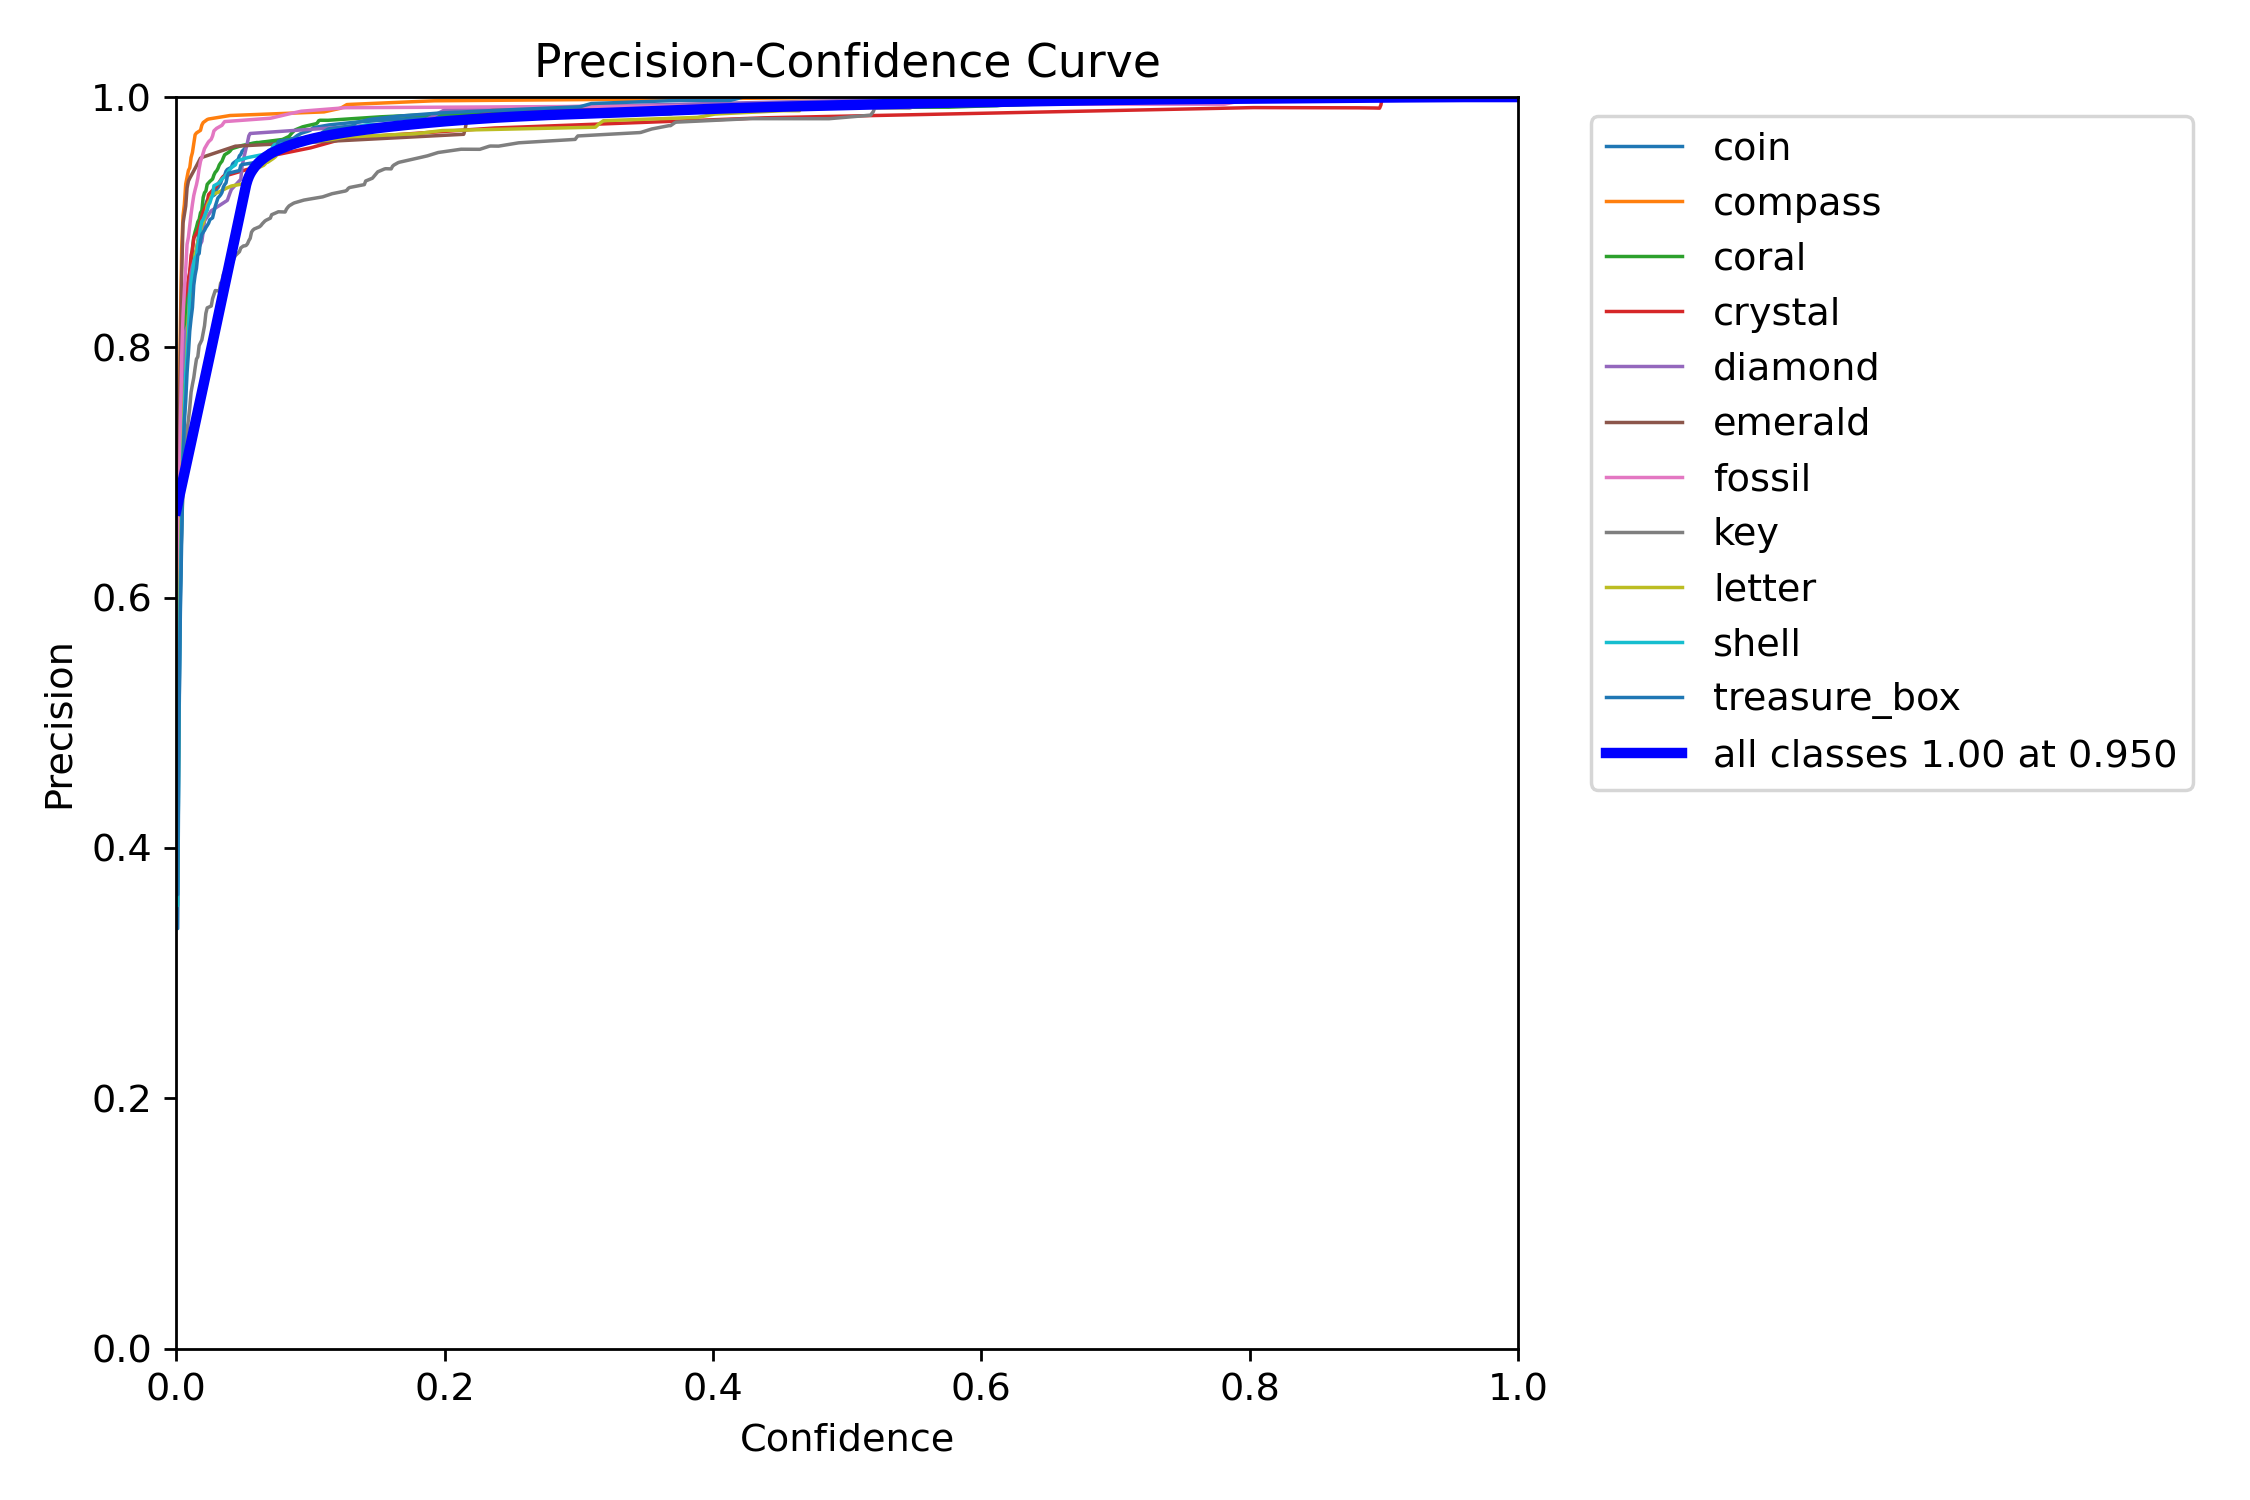 Precision-Confidence Curve
1.0
0.8
0.6
0.4
0.2
0.0
Precision
0.0 0.2 0.4 0.6 0.8 1.0
Confidence
coin
compass
coral
crystal
diamond
emerald
fossil
key
letter
shell
treasure_box
all classes 1.00 at 0.950